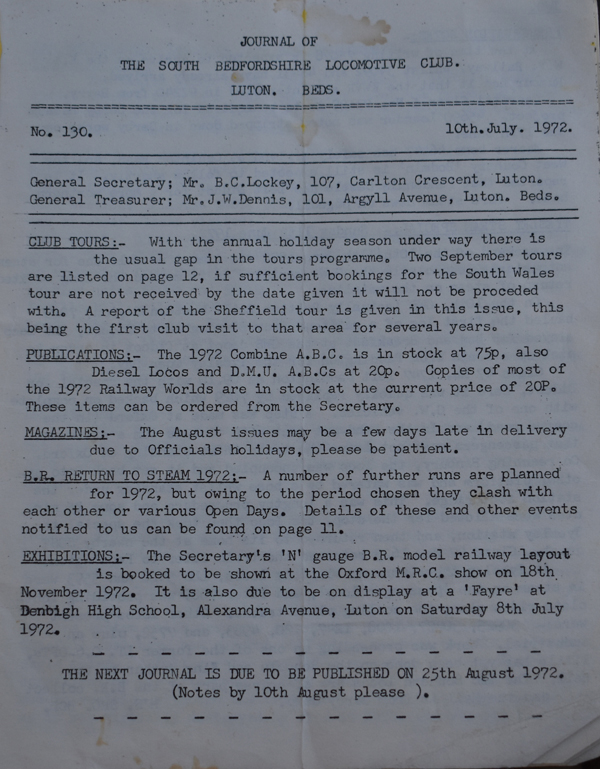 JOURNAL OF
THE SOUTH BEDFORDSHIRE LOCOMOTIVE CLUB.
LUTON. BEDS.
No. 130. 10th.July. 1972.
General Secretary; Mr. B.C.Lockey, 107, Carlton Crescent, Luton.
General Treasurer; Mr.J.W.Dennis, 101, Argyll Avenue, Luton. Beds.
CLUB TOURS:- With the annual holiday season under way there is
the usual gap in the tours programme. Two September tours
are listed on page 12, if sufficient bookings for the South Wales
tour are not received by the date given it will not be proceded
with. A report of the Sheffield tour is given in this issue, this
being the first club visit to that area for several years.
PUBLICATIONS:- The 1972 Combine A.B.C. is in stock at 75p, also
Diesel Locos and D.M.U. A.B.Cs at 20p. Copies of most of
the 1972 Railway Worlds are in stock at the current price of 20P.
These items can be ordered from the Secretary.
MAGAZINES:- The August issues may be a few days late in delivery
due to Officials holidays, please be patient.
B.R. RETURN TO STEAM 1972:- A number of further runs are planned
for 1972, but owing to the period chosen they clash with
each other or various Open Days. Details of these and other events
notified to us can be found on page 11.
EXHIBITIONS:- The Secretary's 'N' gauge B.R. model railway layout
is booked to be shown at the Oxford M.R.C. show on 18th
November 1972. It is also due to be on display at a 'Fayre' at
Denbigh High School, Alexandra Avenue, Luton on Saturday 8th July
1972.
THE NEXT JOURNAL IS DUE TO BE PUBLISHED ON 25th August 1972.
(Notes by 10th August please ).